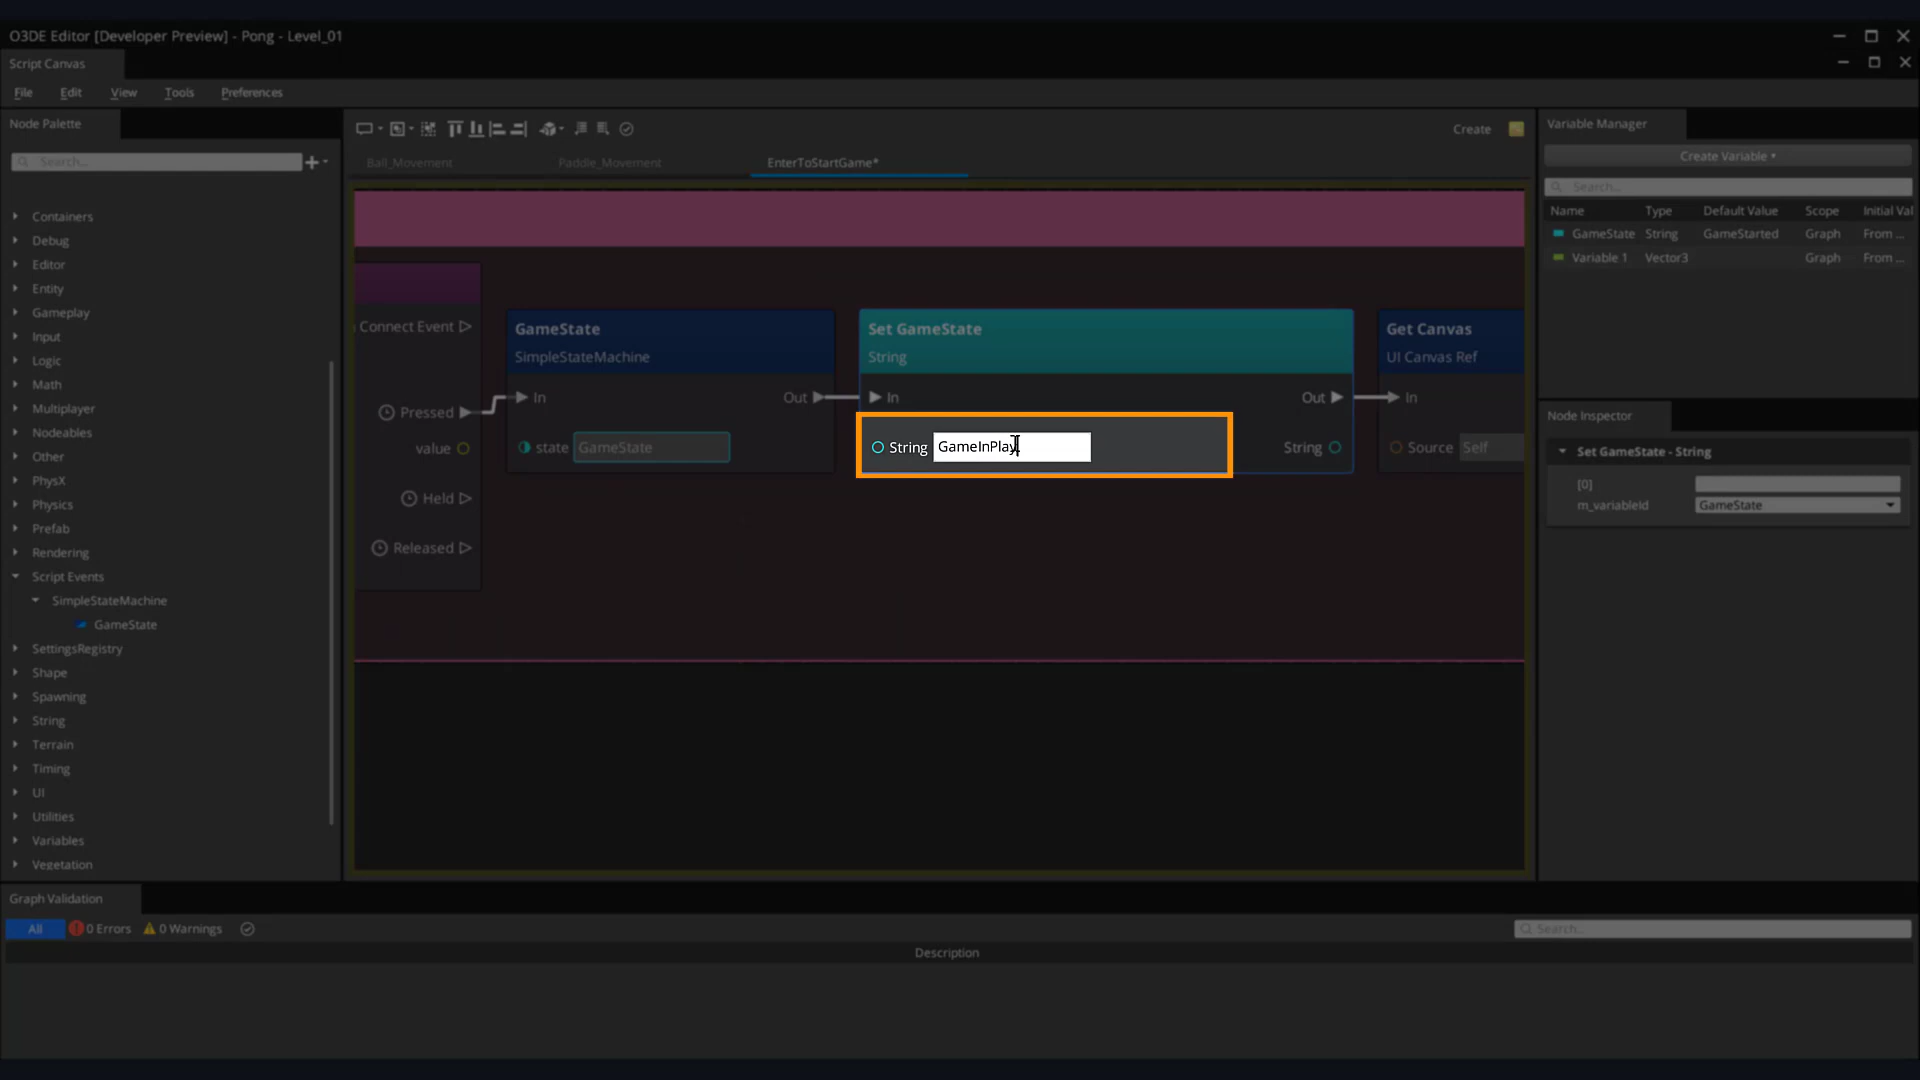 O3DE Editor [Developer Preview] - Pong - Level_01
Script Canvas
File Edit View Tools Preferences
Node Palette
Search...
Containers
Debug
Editor
Entity
Gameplay
Input
Logic
Math
Multiplayer
Nodeables
Other
PhysX
Physics
Prefab
Rendering
Script Events
SimpleStateMachine
GameState
SettingsRegistry
Shape
Spawning
String
Terrain
Timing
UI
Utilities
Variables
Vegetation
Create
Ball_Movement Paddle_Movement EnterToStartGame*
Connect Event
Pressed
value
Held
Released
GameState
SimpleStateMachine
In Out
state GameState
Set GameState
String
In Out
String GameInPlay String
Get Canvas
UI Canvas Ref
In
Source Self
Variable Manager
Create Variable
Search...
Name Type Default Value Scope Initial Val
GameState String GameStarted Graph From ...
Variable 1 Vector3 Graph From ...
Node Inspector
Set GameState - String
[0]
m_variableId GameState
Graph Validation
All 0 Errors 0 Warnings Search...
Description